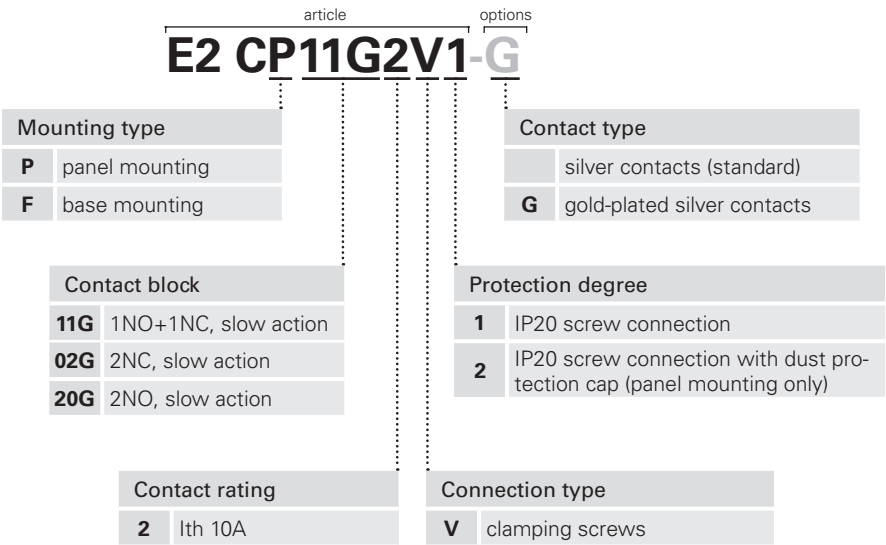 article options
E2 CP11G2V1-G
Mounting type
P panel mounting
F base mounting
Contact type
silver contacts (standard)
G gold-plated silver contacts
Contact block
11G 1NO+1NC, slow action
02G 2NC, slow action
20G 2NO, slow action
Protection degree
1 IP20 screw connection
2 IP20 screw connection with dust pro-
tection cap (panel mounting only)
Contact rating
2 Ith 10A
Connection type
V clamping screws